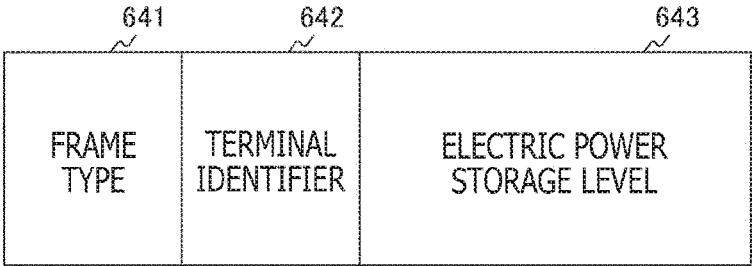 641 642 643
FRAME TYPE
TERMINAL IDENTIFIER
ELECTRIC POWER STORAGE LEVEL